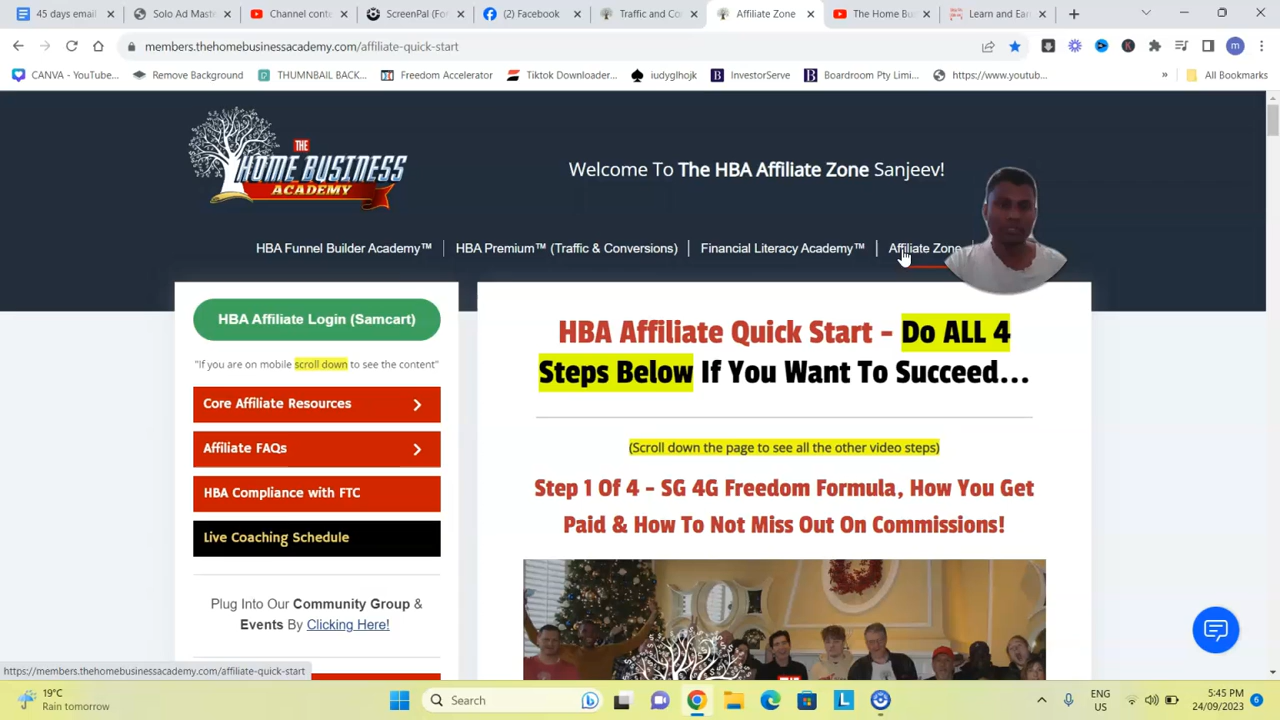 45 days email
Solo Ad Mast
Channel conte
ScreenPal (For
(2) Facebook
Traffic and Co
Affiliate Zone
The Home Bus
Learn and Ear
members.thehomebusinessacademy.com/affiliate-quick-start
CANVA - YouTube...
Remove Background
THUMNBAIL BACK...
Freedom Accelerator
Tiktok Downloader...
iudyglhojk
InvestorServe
Boardroom Pty Limi...
https://www.youtub...
»
All Bookmarks
THE
HOME BUSINESS
ACADEMY
Welcome To The HBA Affiliate Zone Sanjeev!
HBA Funnel Builder Academy™ | HBA Premium™ (Traffic & Conversions) | Financial Literacy Academy™ | Affiliate Zone
HBA Affiliate Login (Samcart)
"If you are on mobile scroll down to see the content"
Core Affiliate Resources
Affiliate FAQs
HBA Compliance with FTC
Live Coaching Schedule
Plug Into Our Community Group &
Events By Clicking Here!
HBA Affiliate Quick Start - Do ALL 4
Steps Below If You Want To Succeed...
(Scroll down the page to see all the other video steps)
Step 1 Of 4 - SG 4G Freedom Formula, How You Get
Paid & How To Not Miss Out On Commissions!
https://members.thehomebusinessacademy.com/affiliate-quick-start
19°C
Rain tomorrow
Search
ENG
US
5:45 PM
24/09/2023
6